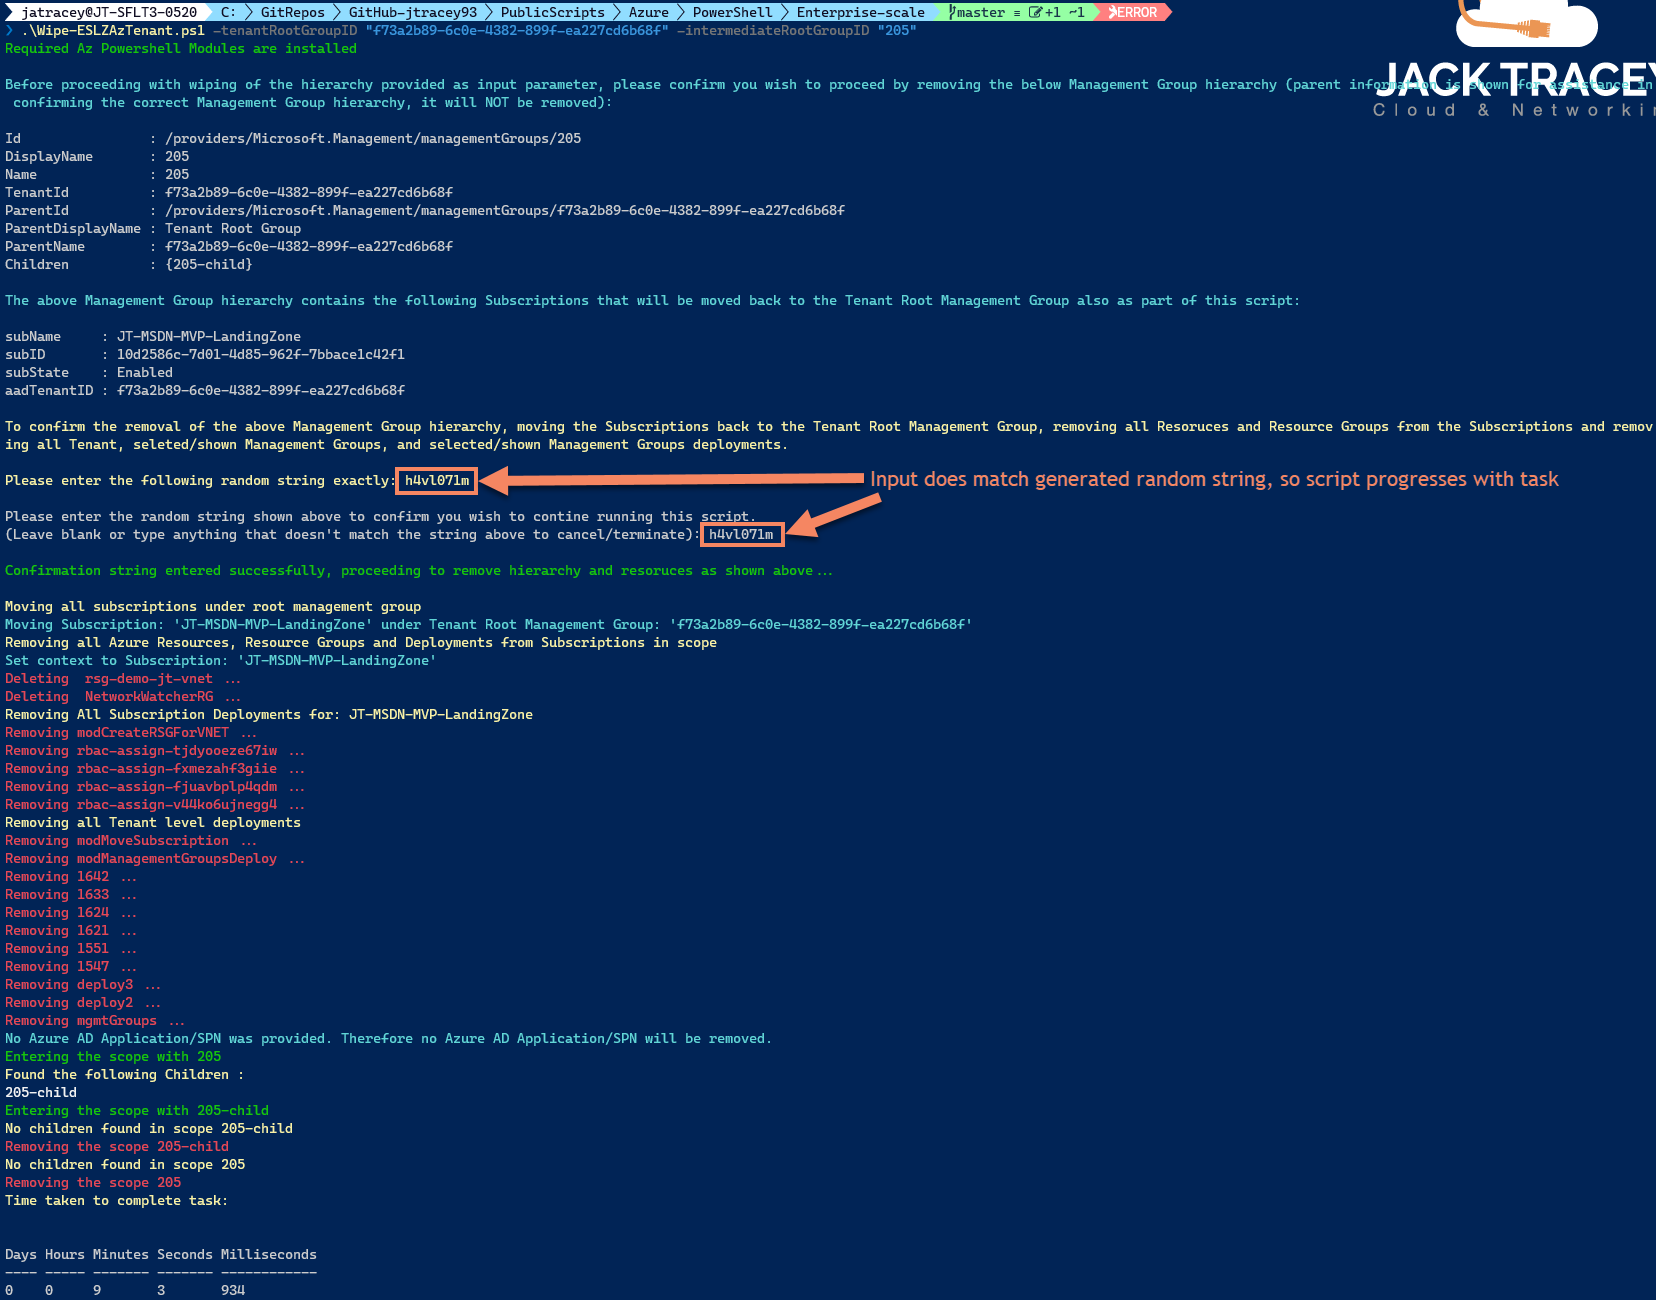 jatracey@JT-SFLT3-0520 C: GitRepos GitHub-jtracey93 PublicScripts Azure PowerShell Enterprise-scale master ≡ +1 ~1 ERROR
❯ .\Wipe-ESLZAzTenant.ps1 -tenantRootGroupID "f73a2b89-6c0e-4382-899f-ea227cd6b68f" -intermediateRootGroupID "205"
Required Az Powershell Modules are installed
JACK TRACEY
Cloud & Networkin
Before proceeding with wiping of the hierarchy provided as input parameter, please confirm you wish to proceed by removing the below Management Group hierarchy (parent information is shown for assistance in
confirming the correct Management Group hierarchy, it will NOT be removed):
Id : /providers/Microsoft.Management/managementGroups/205
DisplayName : 205
Name : 205
TenantId : f73a2b89-6c0e-4382-899f-ea227cd6b68f
ParentId : /providers/Microsoft.Management/managementGroups/f73a2b89-6c0e-4382-899f-ea227cd6b68f
ParentDisplayName : Tenant Root Group
ParentName : f73a2b89-6c0e-4382-899f-ea227cd6b68f
Children : {205-child}
The above Management Group hierarchy contains the following Subscriptions that will be moved back to the Tenant Root Management Group also as part of this script:
subName : JT-MSDN-MVP-LandingZone
subID : 10d2586c-7d01-4d85-962f-7bbace1c42f1
subState : Enabled
aadTenantID : f73a2b89-6c0e-4382-899f-ea227cd6b68f
To confirm the removal of the above Management Group hierarchy, moving the Subscriptions back to the Tenant Root Management Group, removing all Resoruces and Resource Groups from the Subscriptions and remov
ing all Tenant, seleted/shown Management Groups, and selected/shown Management Groups deployments.
Please enter the following random string exactly: h4vl071m
Input does match generated random string, so script progresses with task
Please enter the random string shown above to confirm you wish to contine running this script.
(Leave blank or type anything that doesn't match the string above to cancel/terminate): h4vl071m
Confirmation string entered successfully, proceeding to remove hierarchy and resoruces as shown above...
Moving all subscriptions under root management group
Moving Subscription: 'JT-MSDN-MVP-LandingZone' under Tenant Root Management Group: 'f73a2b89-6c0e-4382-899f-ea227cd6b68f'
Removing all Azure Resources, Resource Groups and Deployments from Subscriptions in scope
Set context to Subscription: 'JT-MSDN-MVP-LandingZone'
Deleting rsg-demo-jt-vnet ...
Deleting NetworkWatcherRG ...
Removing All Subscription Deployments for: JT-MSDN-MVP-LandingZone
Removing modCreateRSGForVNET ...
Removing rbac-assign-tjdyooeze67iw ...
Removing rbac-assign-fxmezahf3giie ...
Removing rbac-assign-fjuavbplp4qdm ...
Removing rbac-assign-v44ko6ujnegg4 ...
Removing all Tenant level deployments
Removing modMoveSubscription ...
Removing modManagementGroupsDeploy ...
Removing 1642 ...
Removing 1633 ...
Removing 1624 ...
Removing 1621 ...
Removing 1551 ...
Removing 1547 ...
Removing deploy3 ...
Removing deploy2 ...
Removing mgmtGroups ...
No Azure AD Application/SPN was provided. Therefore no Azure AD Application/SPN will be removed.
Entering the scope with 205
Found the following Children :
205-child
Entering the scope with 205-child
No children found in scope 205-child
Removing the scope 205-child
No children found in scope 205
Removing the scope 205
Time taken to complete task:
Days Hours Minutes Seconds Milliseconds
---- ----- ------- ------- ------------
0 0 9 3 934